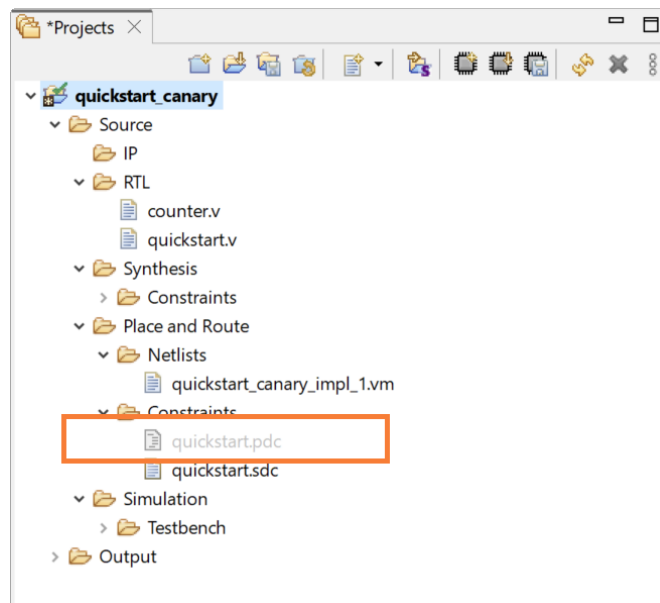 *Projects
quickstart_canary
Source
IP
RTL
counter.v
quickstart.v
Synthesis
Constraints
Place and Route
Netlists
quickstart_canary_impl_1.vm
Constraints
quickstart.pdc
quickstart.sdc
Simulation
Testbench
Output